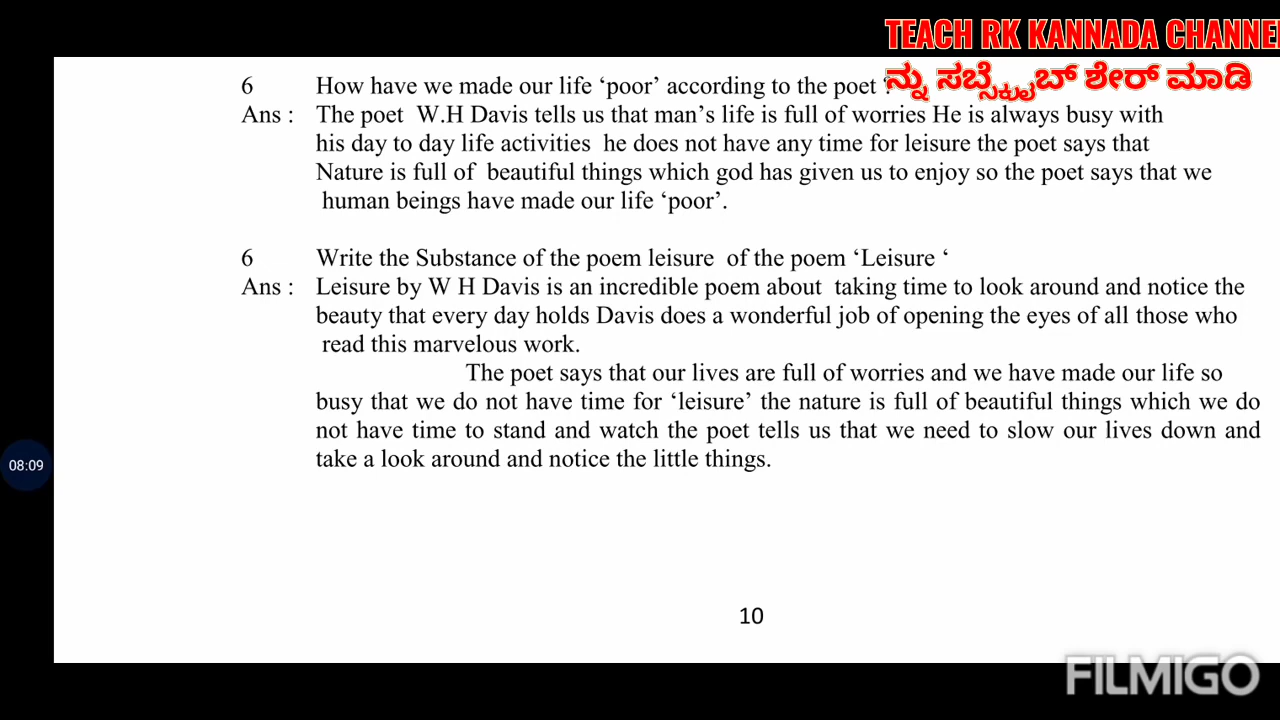 TEACH RK KANNADA CHANNE
ನ್ನು ಸಬ್ಸ್ಕ್ರೈಬ್ ಶೇರ್ ಮಾಡಿ
6 How have we made our life ‘poor’ according to the poet ?
Ans : The poet W.H Davis tells us that man’s life is full of worries He is always busy with
his day to day life activities he does not have any time for leisure the poet says that
Nature is full of beautiful things which god has given us to enjoy so the poet says that we
human beings have made our life ‘poor’.
6 Write the Substance of the poem leisure of the poem ‘Leisure ‘
Ans : Leisure by W H Davis is an incredible poem about taking time to look around and notice the
beauty that every day holds Davis does a wonderful job of opening the eyes of all those who
read this marvelous work.
The poet says that our lives are full of worries and we have made our life so
busy that we do not have time for ‘leisure’ the nature is full of beautiful things which we do
not have time to stand and watch the poet tells us that we need to slow our lives down and
take a look around and notice the little things.
08:09
10
FILMIGO